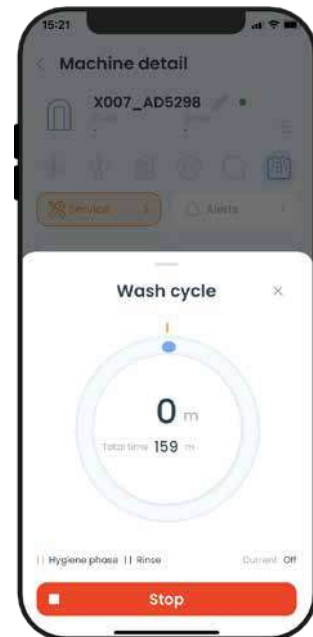 15:21
Machine detail
X007_AD5298
Service
Alerts
Wash cycle
0 m
Total time 159 m
Hygiene phase || Rinse
Current Off
Stop